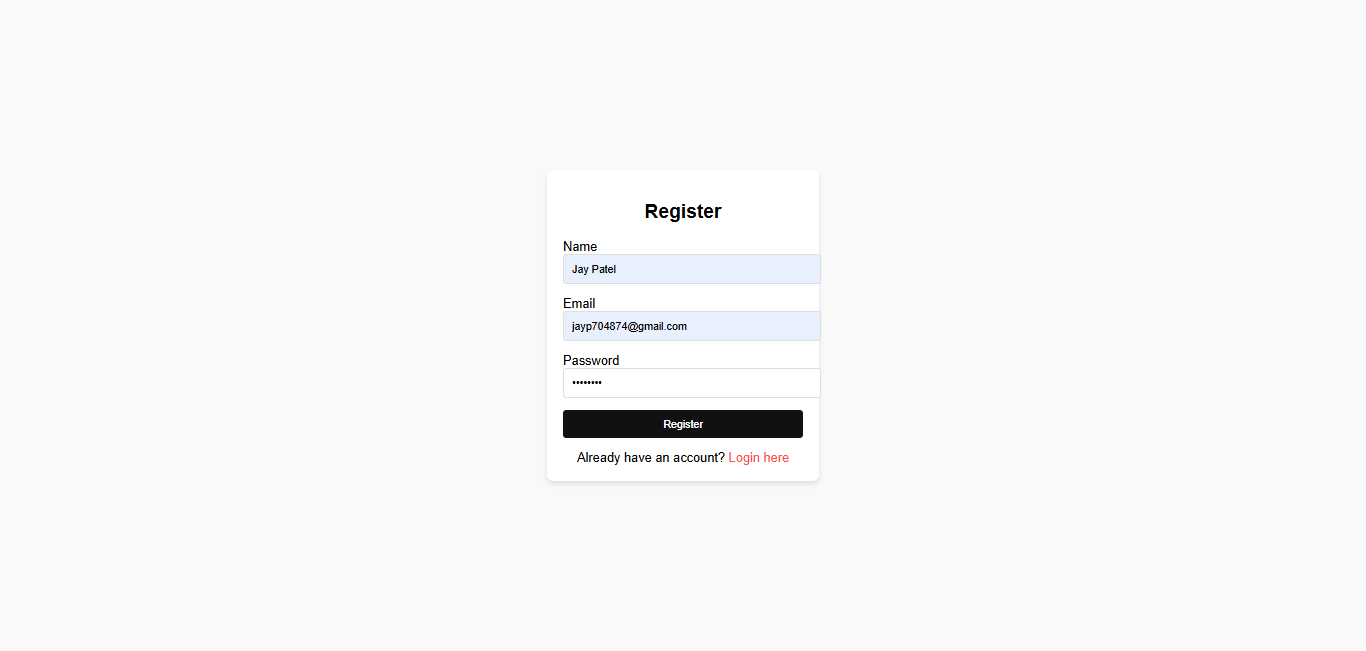 Register
Name
Jay Patel
Email
jayp704874@gmail.com
Password
••••••••
Register
Already have an account? Login here